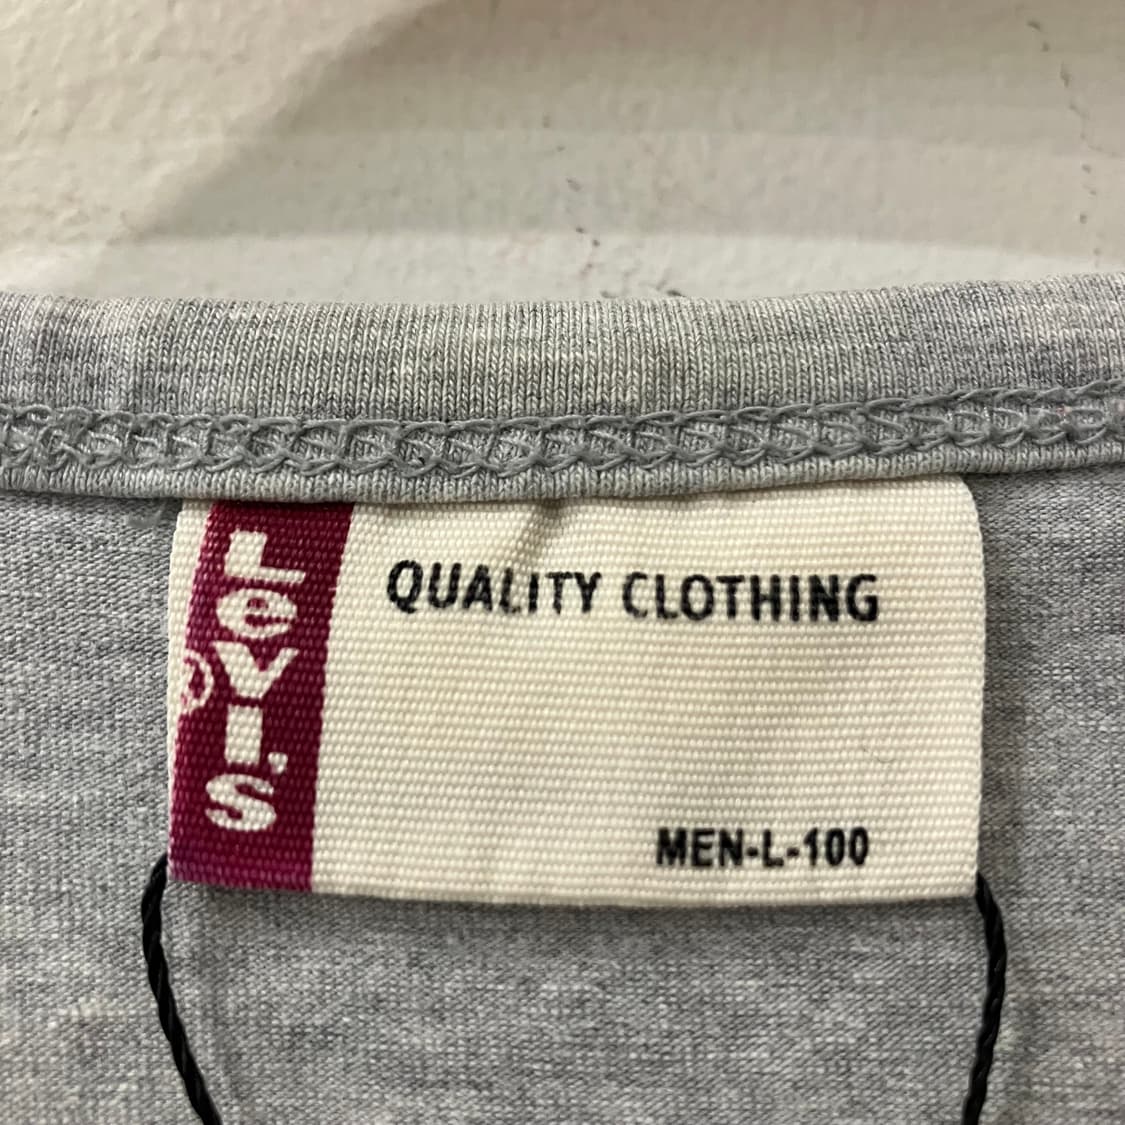 LeVI'S
®
QUALITY CLOTHING
MEN-L-100